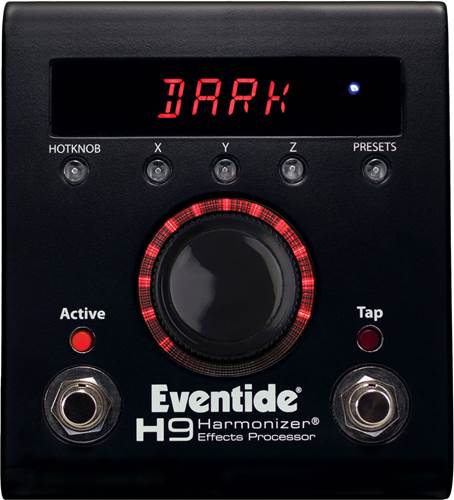 DARK
HOTKNOB X Y Z PRESETS
Active Tap
Eventide®
H9 Harmonizer®
Effects Processor